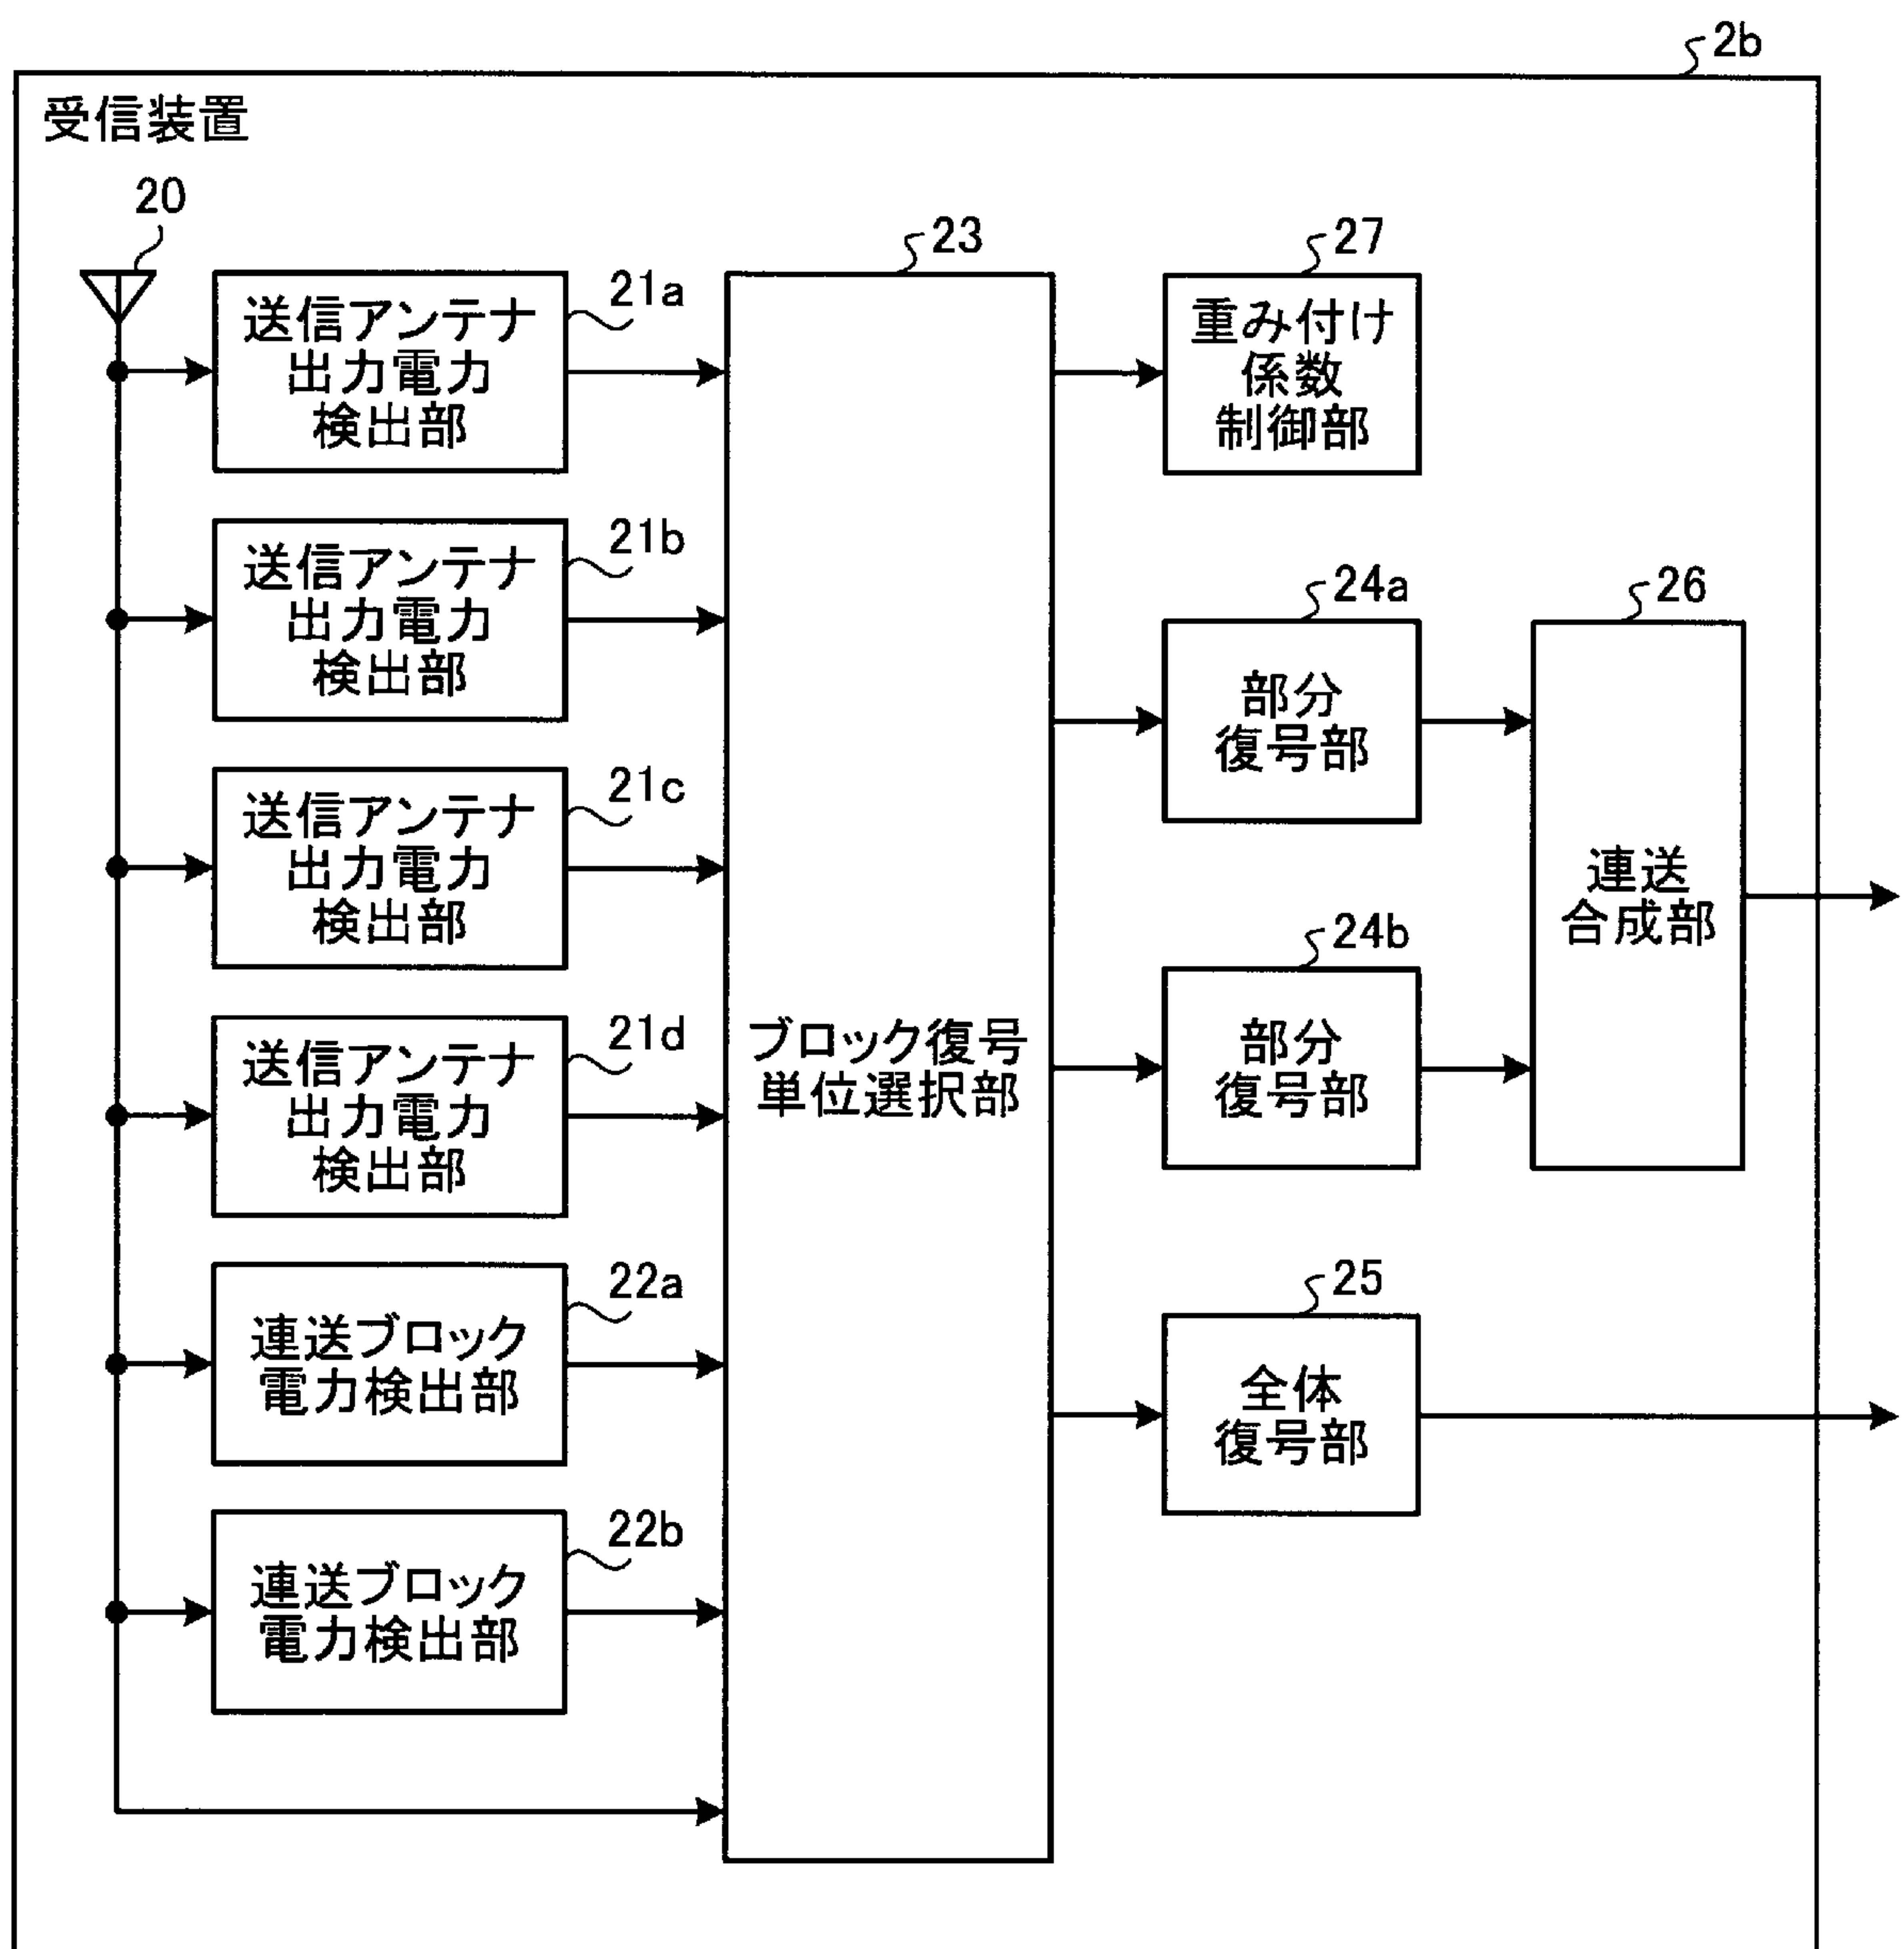 2b
受信装置
20
21a
送信アンテナ
出力電力
検出部
21b
送信アンテナ
出力電力
検出部
21c
送信アンテナ
出力電力
検出部
21d
送信アンテナ
出力電力
検出部
22a
連送ブロック
電力検出部
22b
連送ブロック
電力検出部
23
ブロック復号
単位選択部
27
重み付け
係数
制御部
24a
部分
復号部
24b
部分
復号部
25
全体
復号部
26
連送
合成部